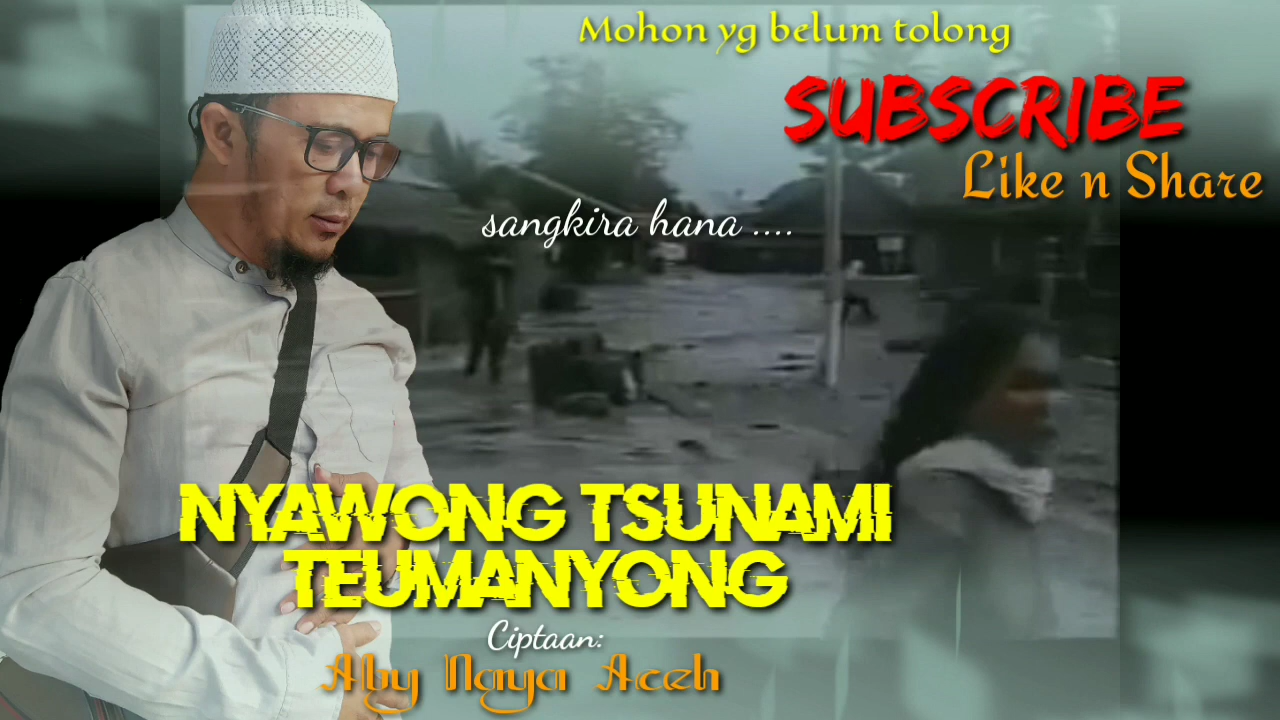 Mohon yg belum tolong
SUBSCRIBE
Like n Share
sangkira hana ....
NYAWONG TSUNAMI
TEUMANYONG
Ciptaan:
Aby Naya Aceh